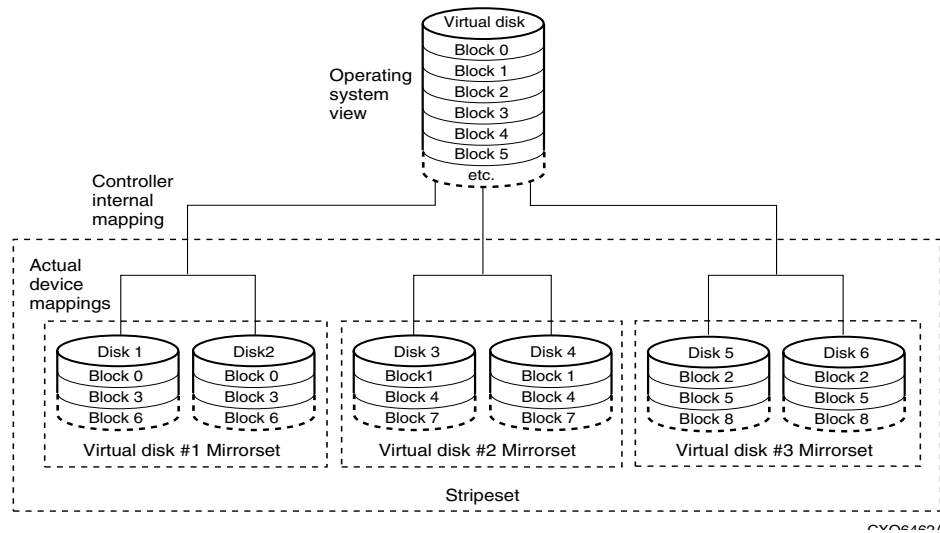 Virtual disk
Block 0
Block 1
Block 2
Block 3
Block 4
Block 5
etc.
Operating
system
view
Controller
internal
mapping
Actual
device
mappings
Disk 1
Block 0
Block 3
Block 6
Disk2
Block 0
Block 3
Block 6
Virtual disk #1 Mirrorset
Disk 3
Block1
Block 4
Block 7
Disk 4
Block 1
Block 4
Block 7
Virtual disk #2 Mirrorset
Disk 5
Block 2
Block 5
Block 8
Disk 6
Block 2
Block 5
Block 8
Virtual disk #3 Mirrorset
Stripeset